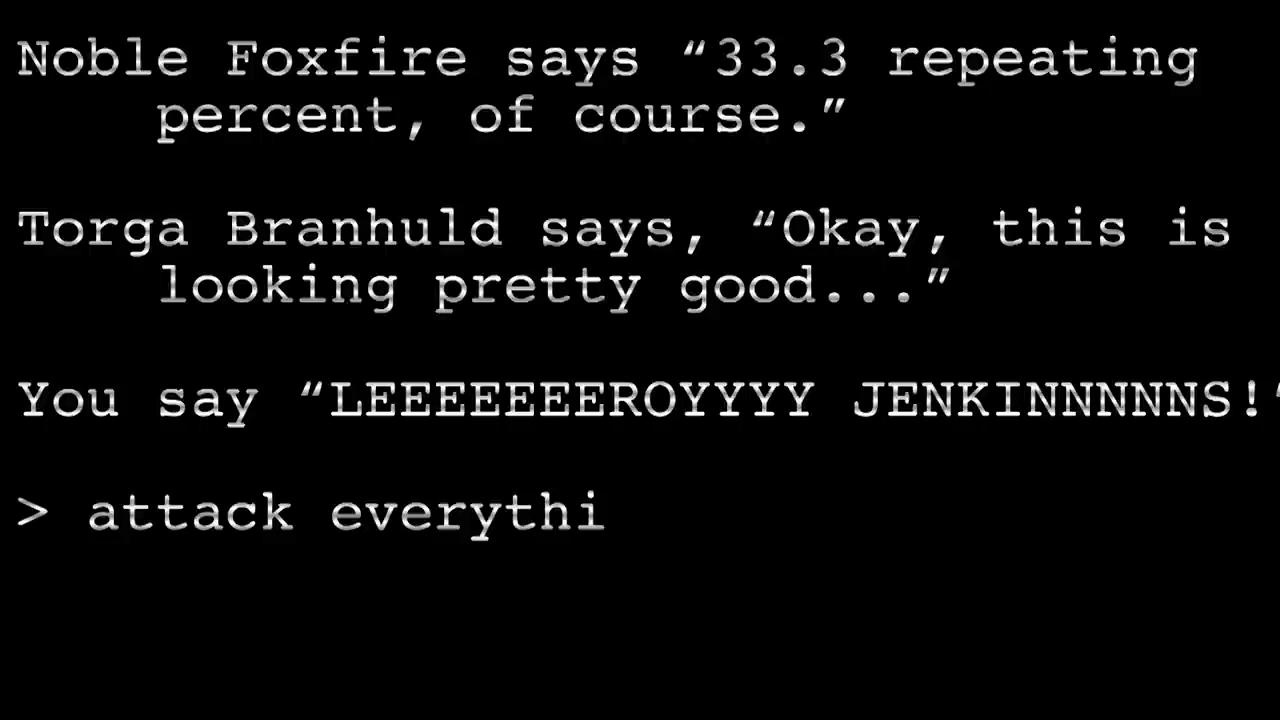 Noble Foxfire says “33.3 repeating
percent, of course.”
Torga Branhuld says, “Okay, this is
looking pretty good...”
You say “LEEEEEEEEROYYYY JENKINNNNNS!”
> attack everythi